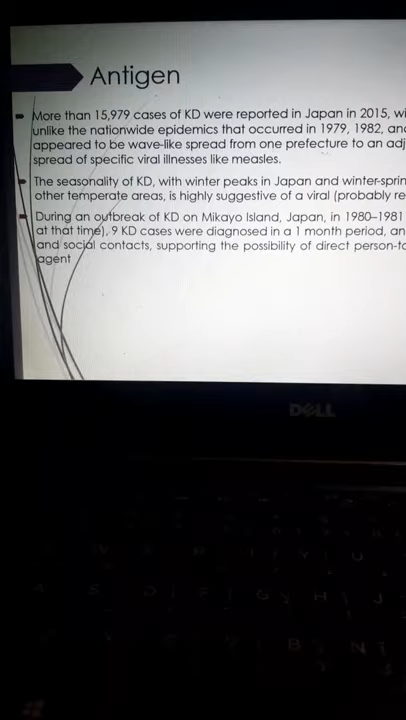 Antigen
More than 15,979 cases of KD were reported in Japan in 2015, wi
unlike the nationwide epidemics that occurred in 1979, 1982, and
appeared to be wave-like spread from one prefecture to an adj
spread of specific viral illnesses like measles.
The seasonality of KD, with winter peaks in Japan and winter-sprin
other temperate areas, is highly suggestive of a viral (probably re
During an outbreak of KD on Mikayo Island, Japan, in 1980–1981
at that time), 9 KD cases were diagnosed in a 1 month period, an
and social contacts, supporting the possibility of direct person-to
agent
DELL
Y U
A S D F G H J
B N